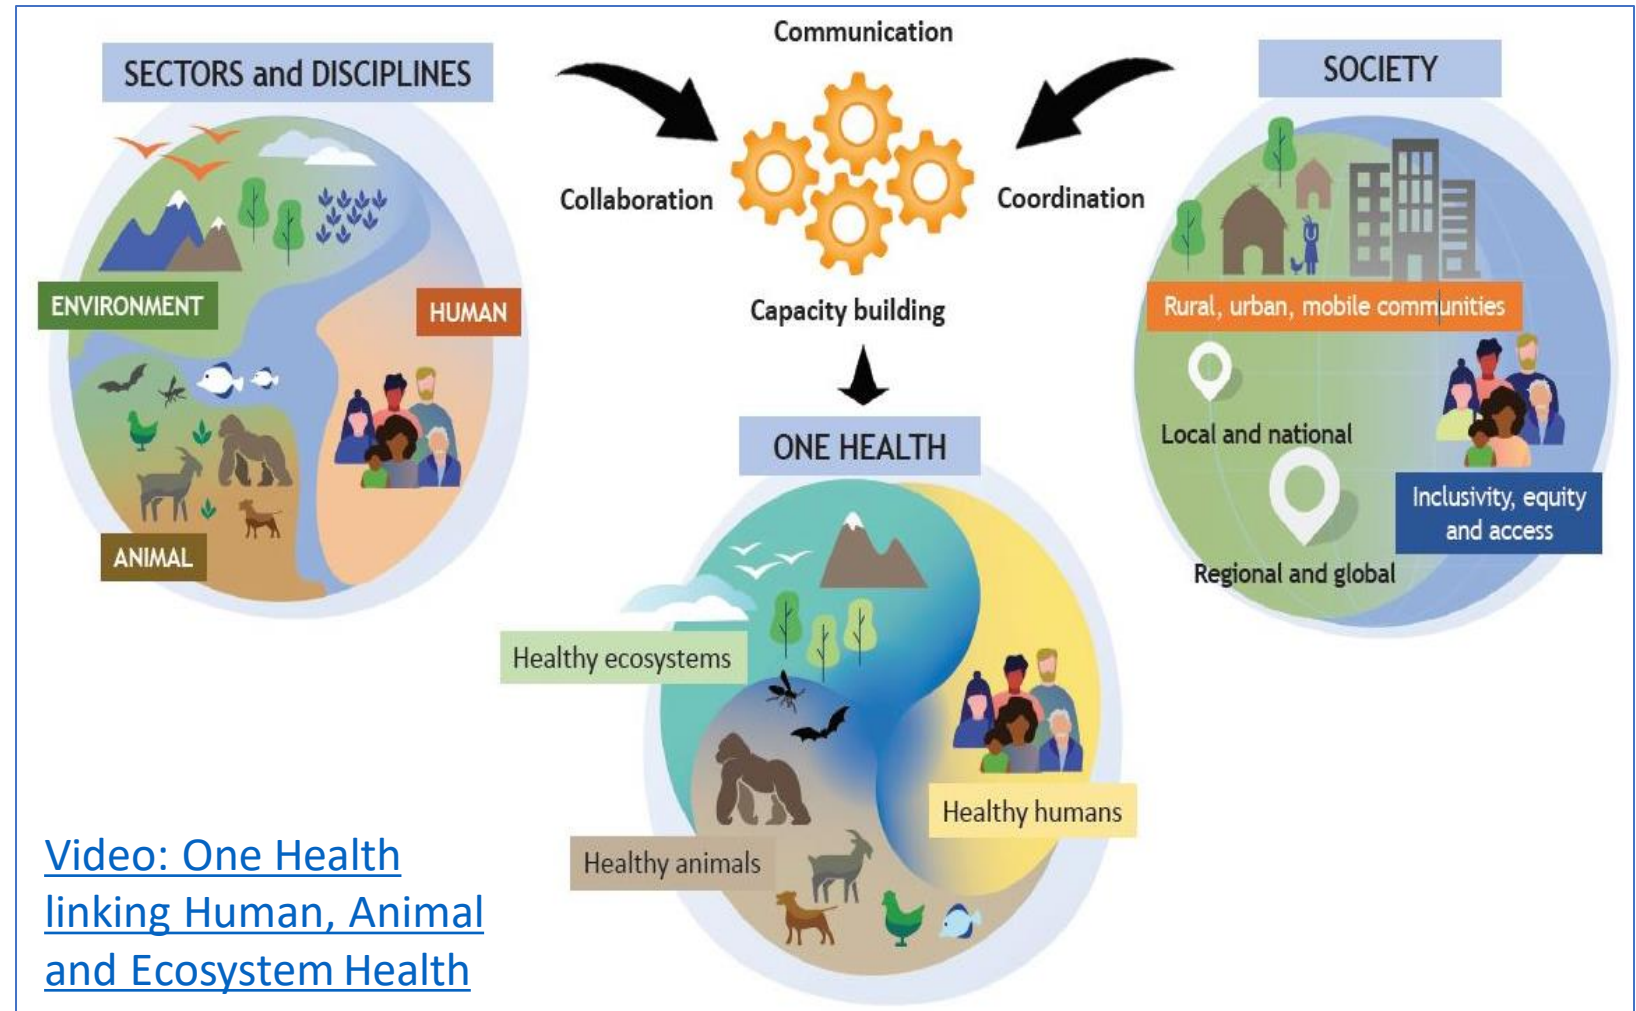 SECTORS and DISCIPLINES
Communication
SOCIETY
Collaboration
Coordination
Capacity building
ENVIRONMENT
HUMAN
ANIMAL
Rural, urban, mobile communities
Local and national
Inclusivity, equity
and access
Regional and global
ONE HEALTH
Healthy ecosystems
Healthy humans
Healthy animals
Video: One Health
linking Human, Animal
and Ecosystem Health